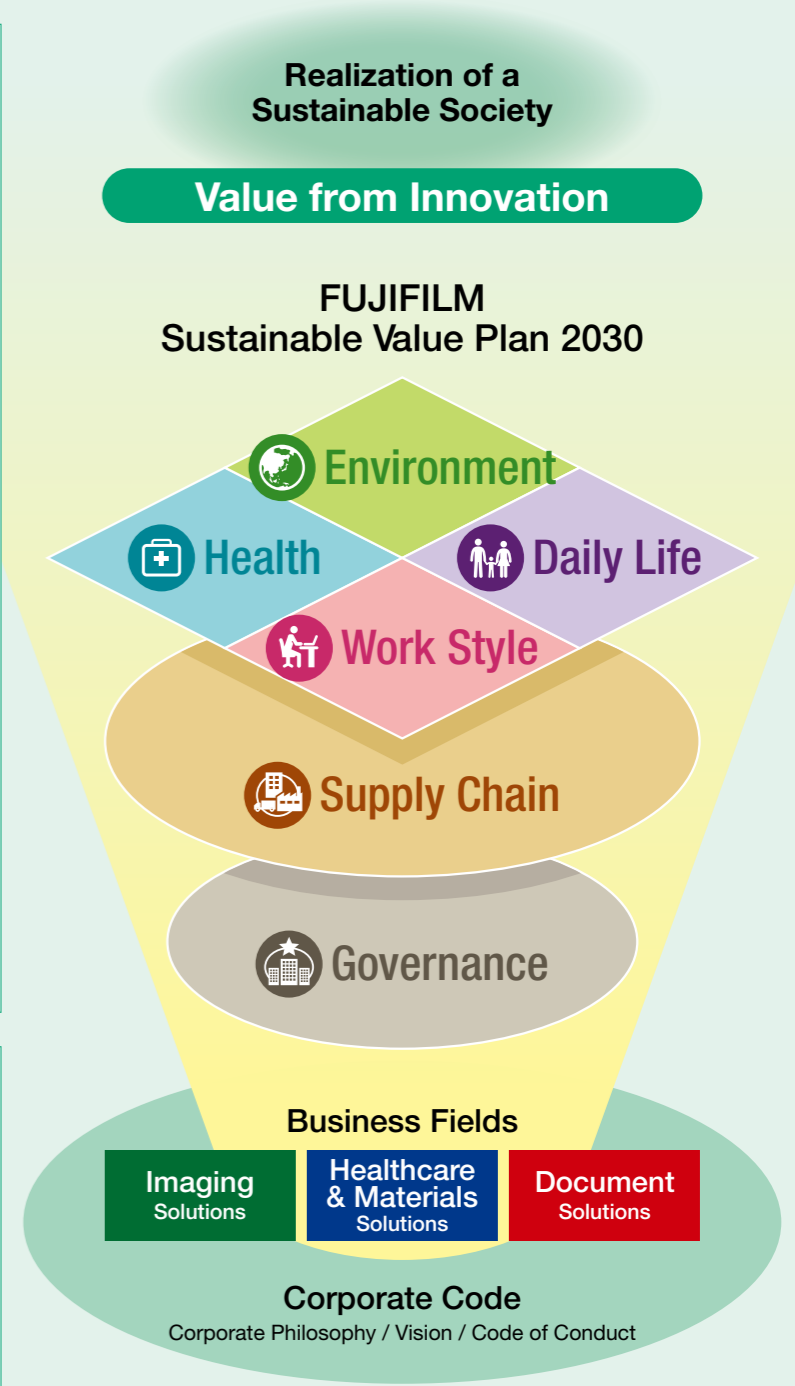 Realization of a
Sustainable Society
Value from Innovation
FUJIFILM
Sustainable Value Plan 2030
Environment
Health
Daily Life
Work Style
Supply Chain
Governance
Business Fields
Imaging
Solutions
Healthcare
& Materials
Solutions
Document
Solutions
Corporate Code
Corporate Philosophy / Vision / Code of Conduct